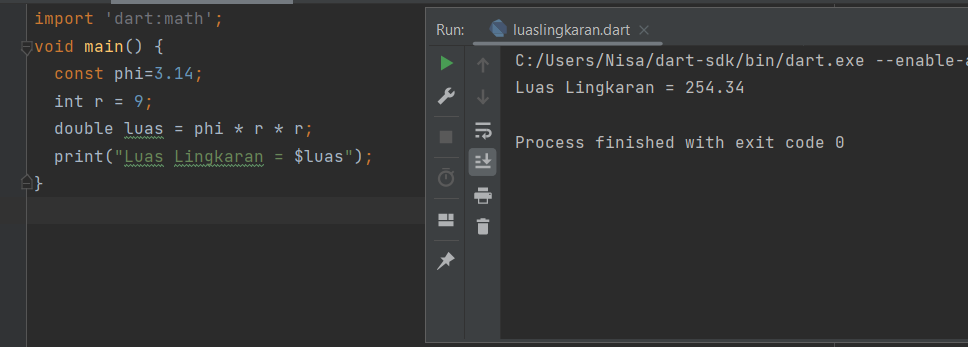 import 'dart:math';
void main() {
  const phi=3.14;
  int r = 9;
  double luas = phi * r * r;
  print("Luas Lingkaran = $luas");
}
Run: luaslingkaran.dart
C:/Users/Nisa/dart-sdk/bin/dart.exe --enable-a
Luas Lingkaran = 254.34
Process finished with exit code 0